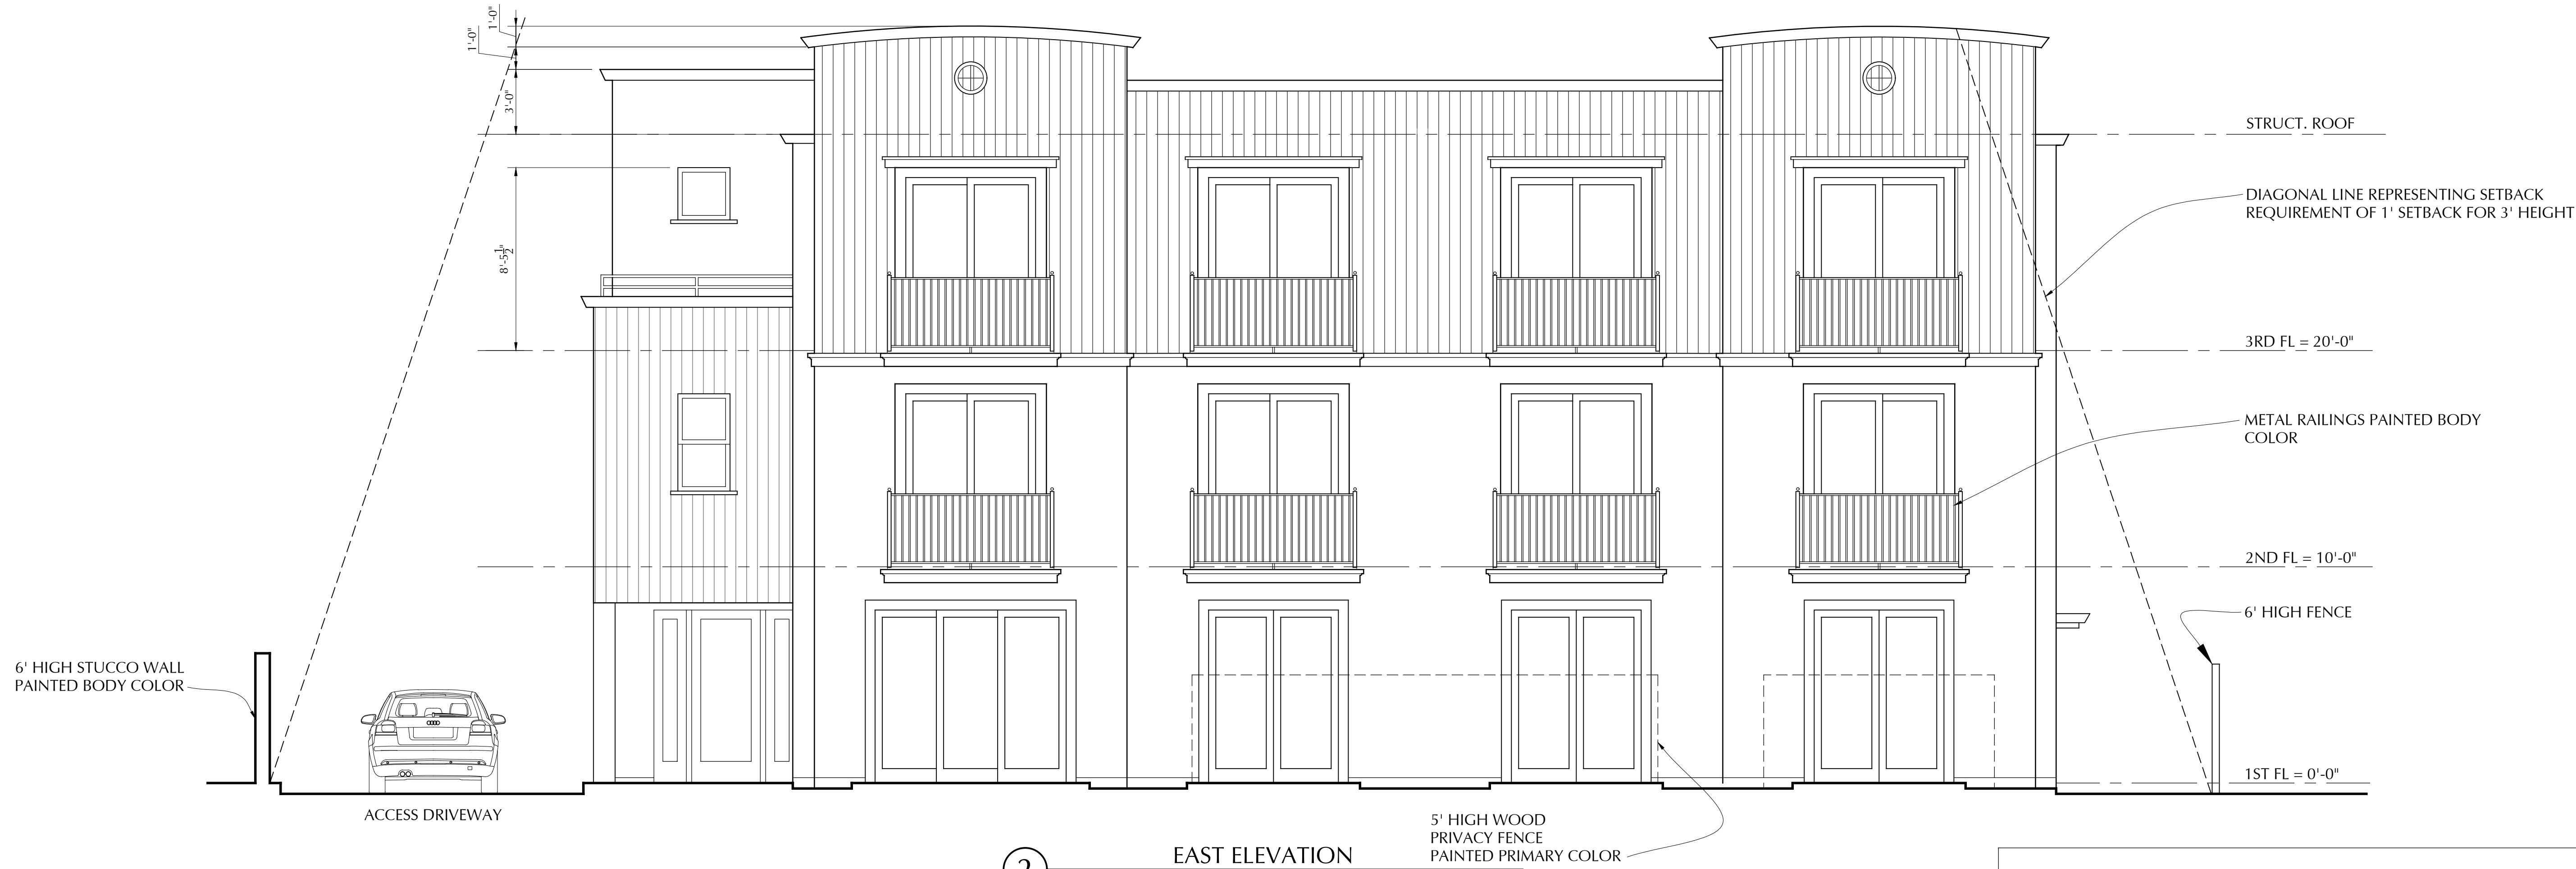 1'-0"
1'-0"
3'-0"
8'-5 1/2"
STRUCT. ROOF
DIAGONAL LINE REPRESENTING SETBACK
REQUIREMENT OF 1' SETBACK FOR 3' HEIGHT
3RD FL = 20'-0"
METAL RAILINGS PAINTED BODY
COLOR
2ND FL = 10'-0"
6' HIGH FENCE
6' HIGH STUCCO WALL
PAINTED BODY COLOR
1ST FL = 0'-0"
ACCESS DRIVEWAY
5' HIGH WOOD
PRIVACY FENCE
PAINTED PRIMARY COLOR
EAST ELEVATION